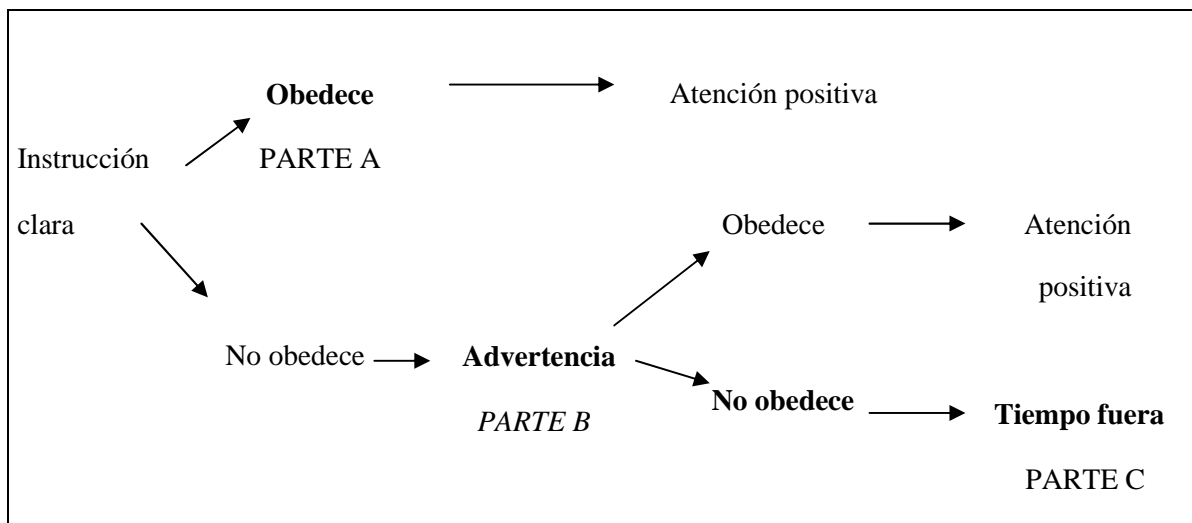 Obedece
Atención positiva
Instrucción
PARTE A
clara
Obedece
Atención
positiva
No obedece
Advertencia
PARTE B
No obedece
Tiempo fuera
PARTE C